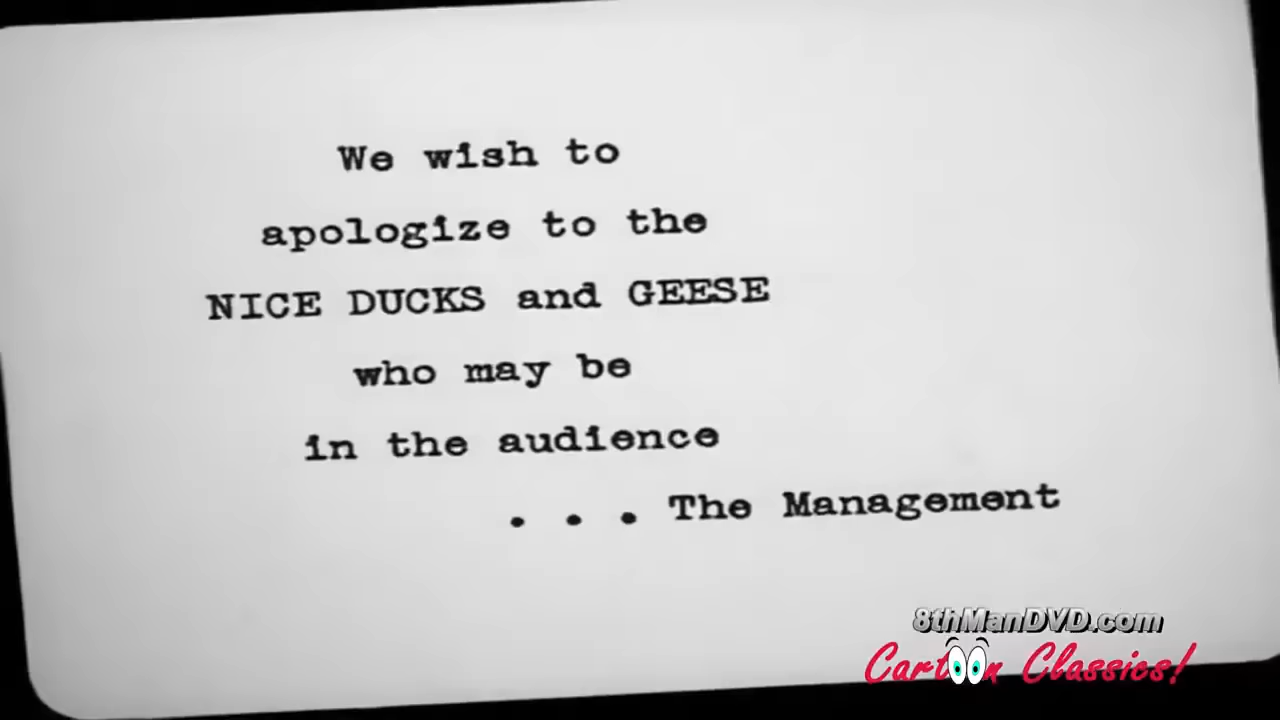 We wish to
apologize to the
NICE DUCKS and GEESE
who may be
in the audience
. . . The Management
8thManDVD.com
Cartoon Classics!